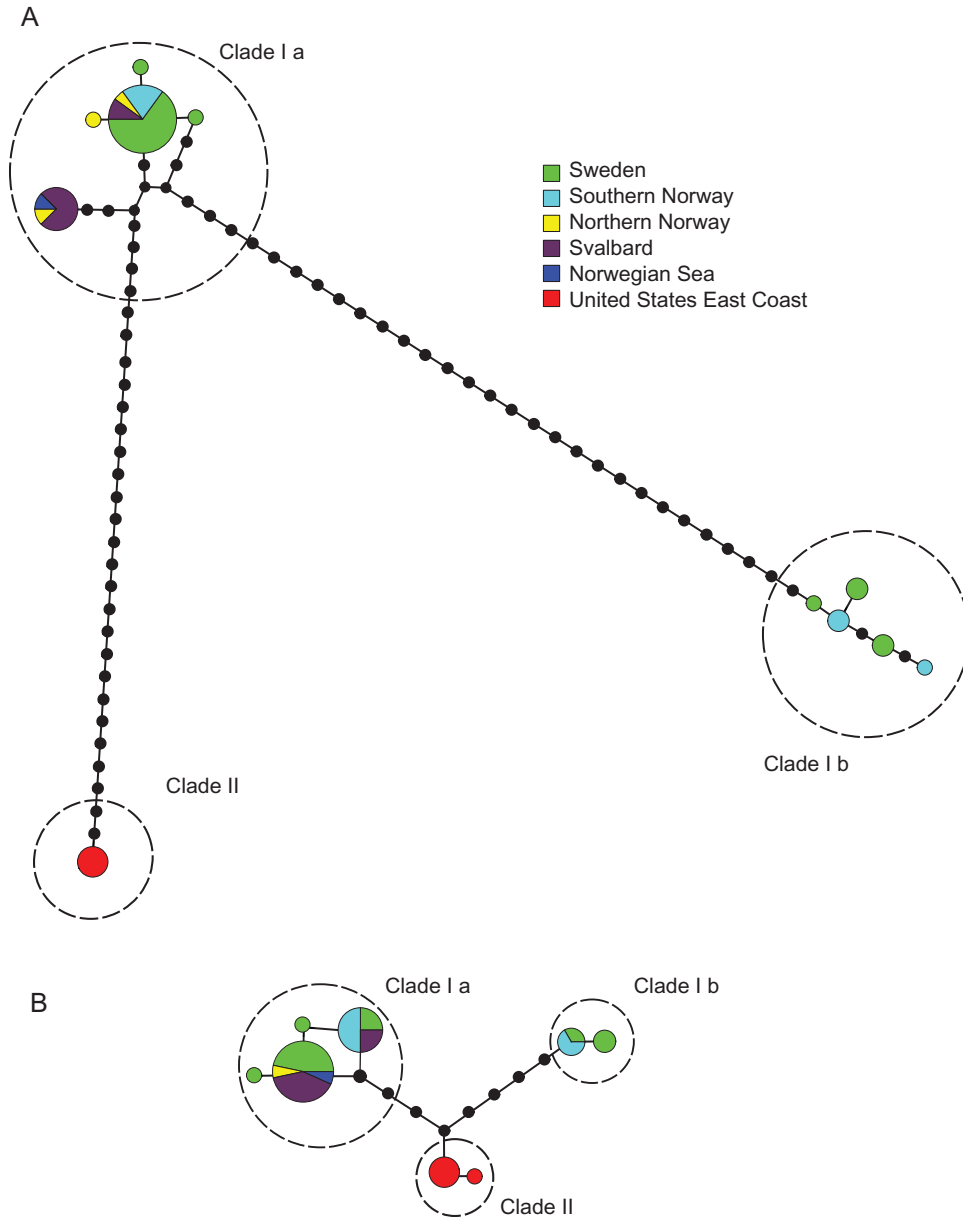 A
Clade I a
Sweden
Southern Norway
Northern Norway
Svalbard
Norwegian Sea
United States East Coast
Clade I b
Clade II
B
Clade I a
Clade I b
Clade II